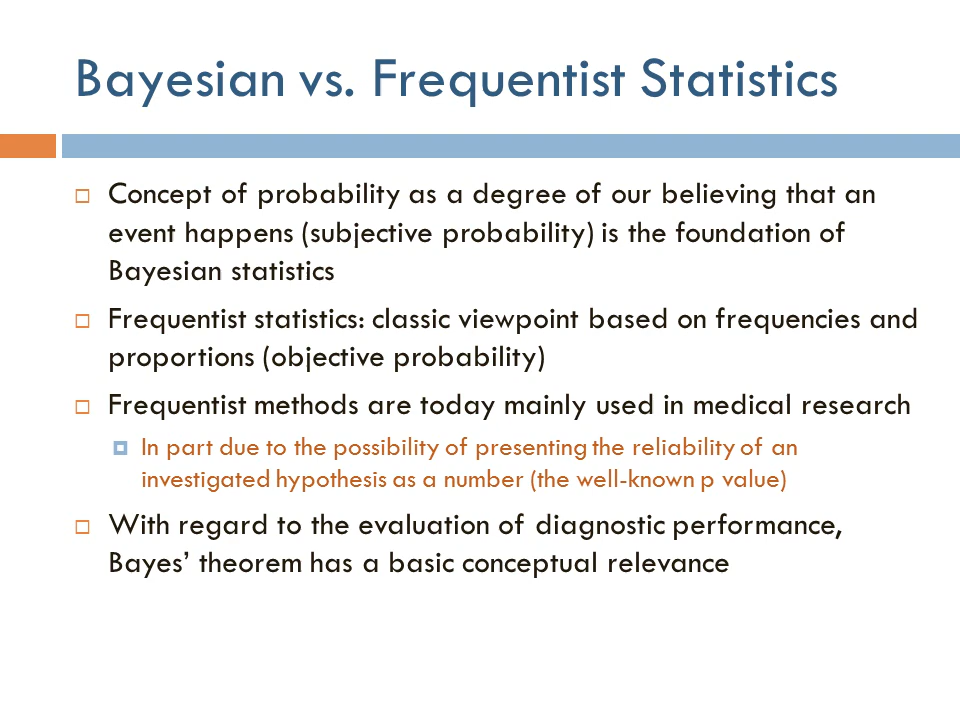 Bayesian vs. Frequentist Statistics
Concept of probability as a degree of our believing that an
event happens (subjective probability) is the foundation of
Bayesian statistics
Frequentist statistics: classic viewpoint based on frequencies and
proportions (objective probability)
Frequentist methods are today mainly used in medical research
In part due to the possibility of presenting the reliability of an
investigated hypothesis as a number (the well-known p value)
With regard to the evaluation of diagnostic performance,
Bayes’ theorem has a basic conceptual relevance